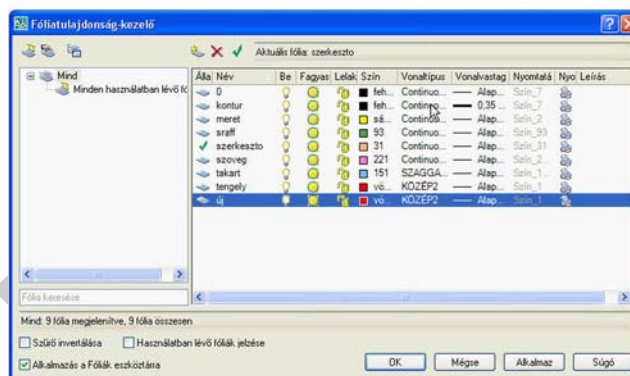 Fóliatulajdonság-kezelő
Aktuális fólia: szerkeszto
Mind
Minden használatban lévő fó
Álla Név Be Fagyas Lelak Szín Vonaltípus Vonalvastag Nyomtatá Nyo Leírás
0 feh... Continuo... Alap... Szín_7
kontur feh... Continuo... 0,35 ... Szín_7
meret sá... Continuo... Alap... Szín_2
sraff 93 Continuo... Alap... Szín_93
szerkeszto 31 Continuo... Alap... Szín_31
szoveg 221 Continuo... Alap... Szín_2...
takart 151 SZAGGA... Alap... Szín_1...
tengely vö... KÖZÉP2 Alap... Szín_1
új vö... KÖZÉP2 Alap... Szín_1
Fólia keresése
Mind: 9 fólia megjelenítve, 9 fólia összesen
Szűrő invertálása Használatban lévő fóliák jelzése
Alkalmazás a Fóliák eszköztárra
OK Mégse Alkalmaz Súgó